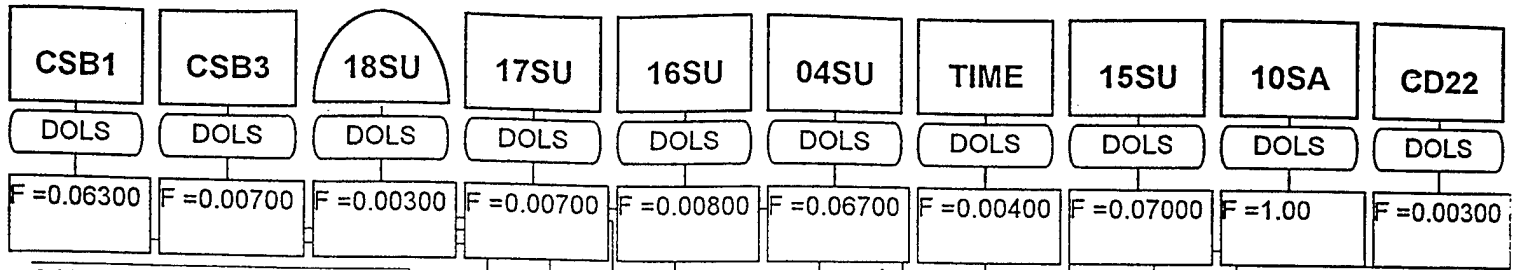 CSB1 CSB3 18SU 17SU 16SU 04SU TIME 15SU 10SA CD22
DOLS DOLS DOLS DOLS DOLS DOLS DOLS DOLS DOLS DOLS
F =0.06300 F =0.00700 F =0.00300 F =0.00700 F =0.00800 F =0.06700 F =0.00400 F =0.07000 F =1.00 F =0.00300